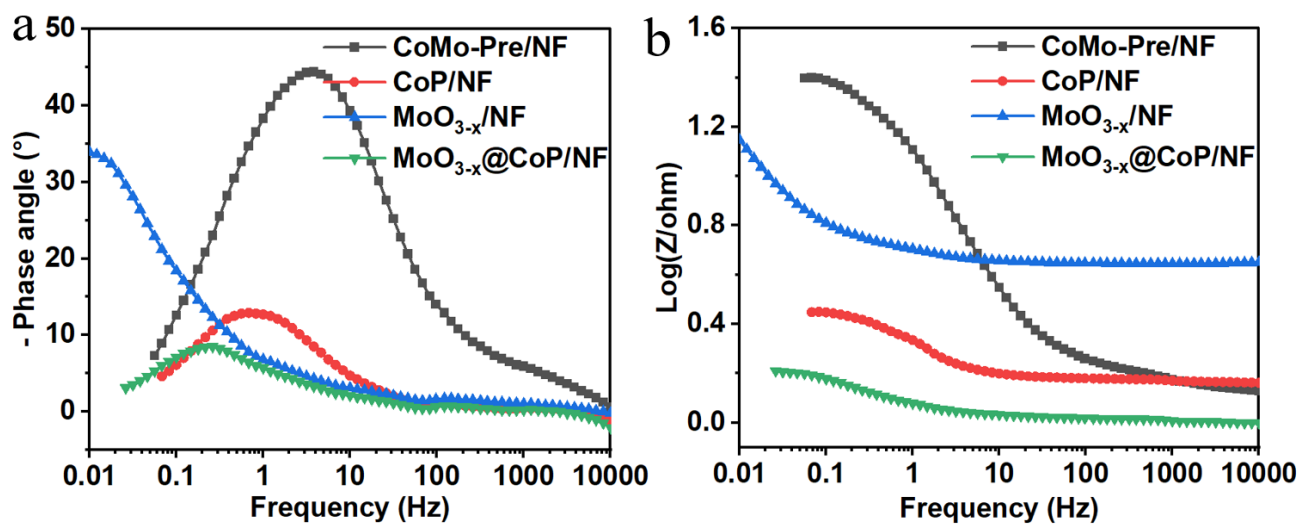 a
50
40
30
20
10
0
- Phase angle (°)
CoMo-Pre/NF
CoP/NF
MoO₃₋ₓ/NF
MoO₃₋ₓ@CoP/NF
0.01 0.1 1 10 100 1000 10000
Frequency (Hz)
b
1.6
1.2
0.8
0.4
0.0
Log(Z/ohm)
CoMo-Pre/NF
CoP/NF
MoO₃₋ₓ/NF
MoO₃₋ₓ@CoP/NF
0.01 0.1 1 10 100 1000 10000
Frequency (Hz)